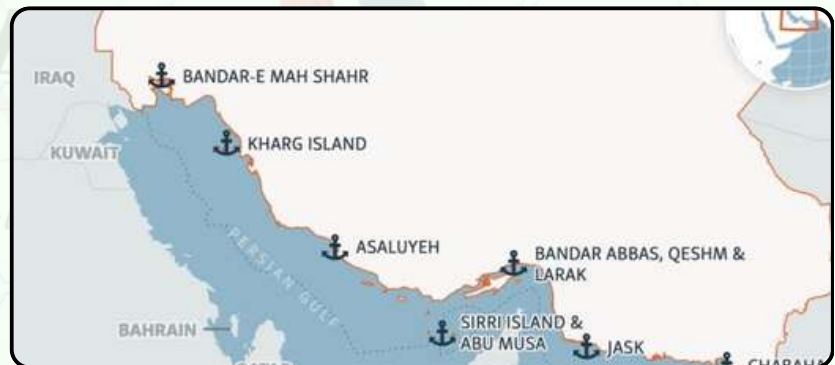 IRAQ
BANDAR-E MAH SHAHR
KHARG ISLAND
KUWAIT
PERSIAN GULF
ASALUYEH
BANDAR ABBAS, QESHM &
LARAK
BAHRAIN
SIRRI ISLAND &
ABU MUSA
JASK